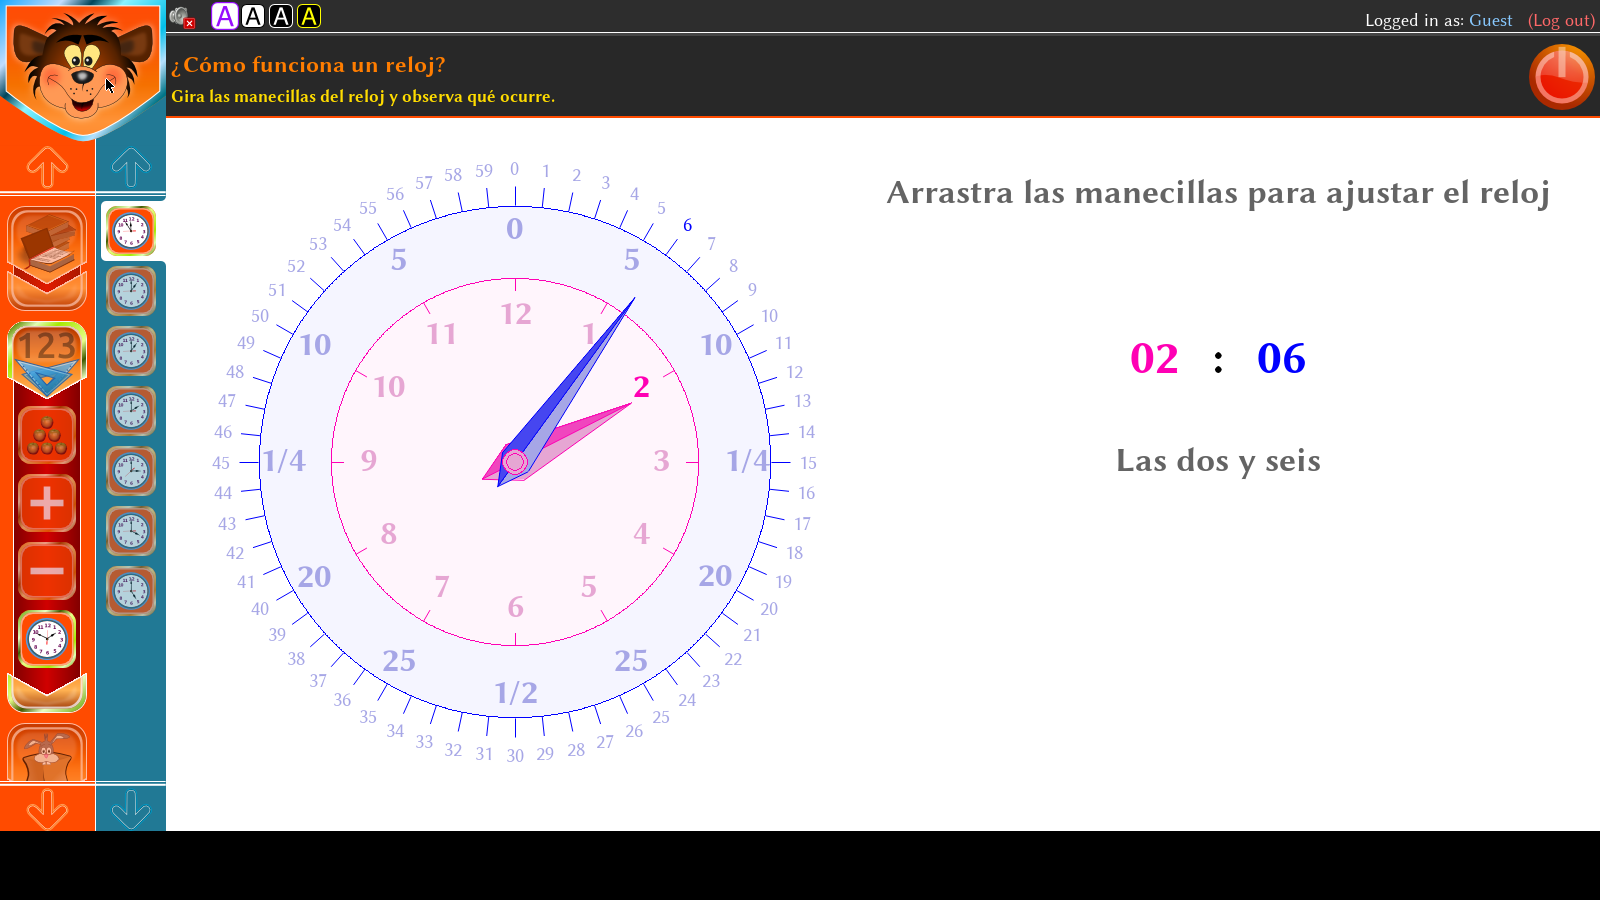 A A A A
Logged in as: Guest (Log out)
¿Cómo funciona un reloj?
Gira las manecillas del reloj y observa qué ocurre.
Arrastra las manecillas para ajustar el reloj
02 : 06
Las dos y seis
123
0 1 2 3 4 5 6 7 8 9 10 11 12 13 14 15 16 17 18 19 20 21 22 23 24 25 26 27 28 29 30 31 32 33 34 35 36 37 38 39 40 41 42 43 44 45 46 47 48 49 50 51 52 53 54 55 56 57 58 59
0 5 10 1/4 20 25 1/2 25 20 1/4 10 5
12 1 2 3 4 5 6 7 8 9 10 11